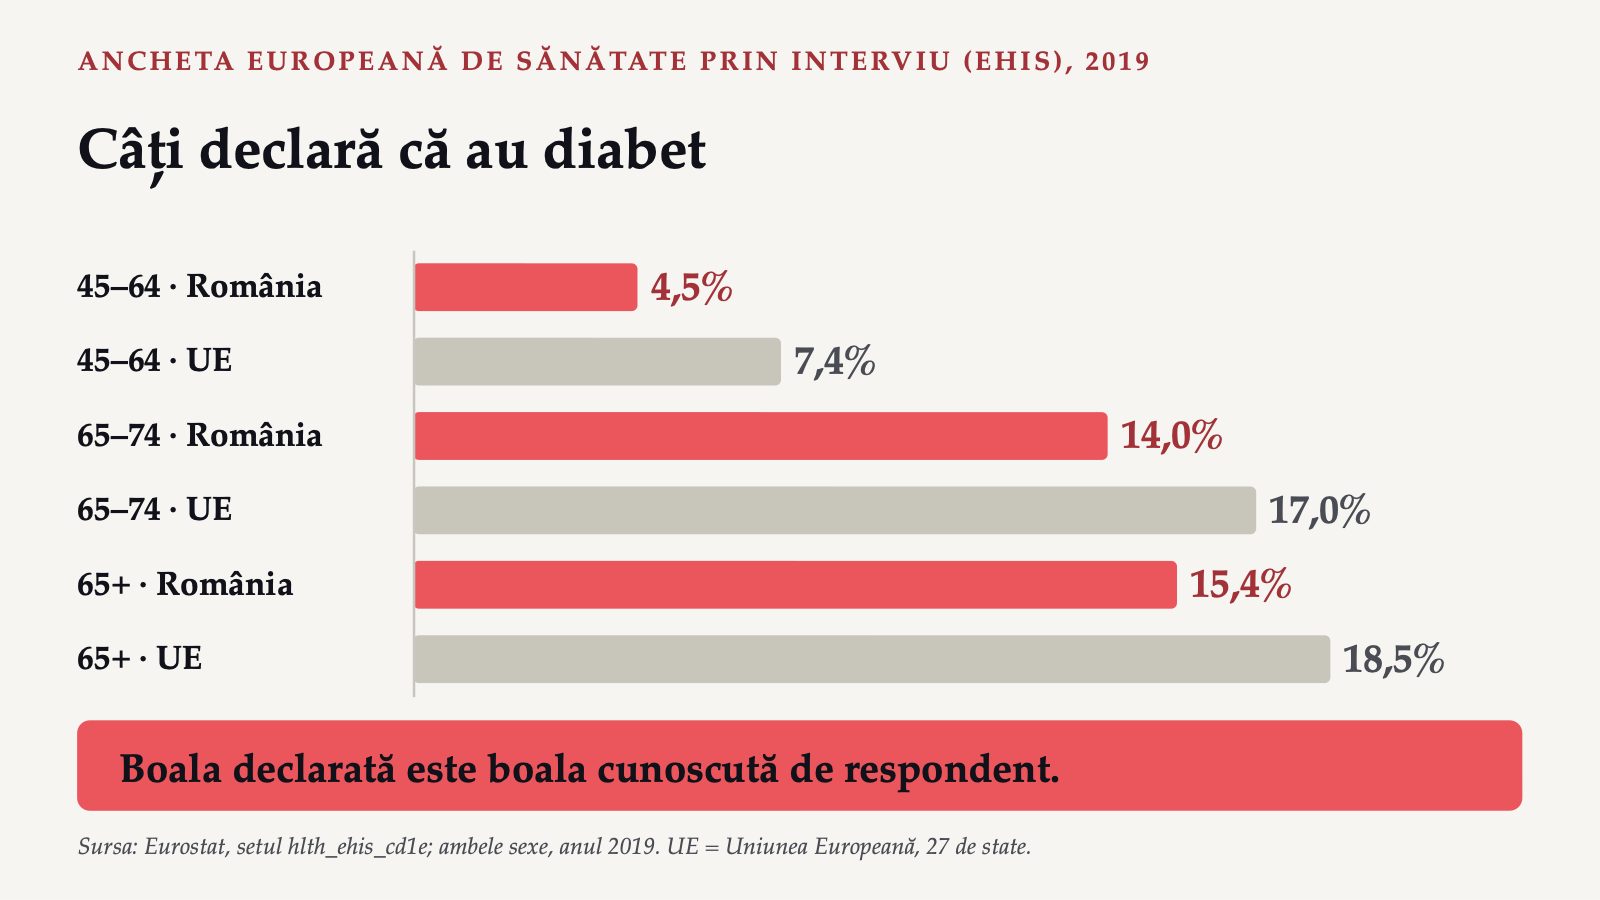 ANCHETA EUROPEANĂ DE SĂNĂTATE PRIN INTERVIU (EHIS), 2019
Câți declară că au diabet
45–64 · România 4,5%
45–64 · UE 7,4%
65–74 · România 14,0%
65–74 · UE 17,0%
65+ · România 15,4%
65+ · UE 18,5%
Boala declarată este boala cunoscută de respondent.
Sursa: Eurostat, setul hlth_ehis_cd1e; ambele sexe, anul 2019. UE = Uniunea Europeană, 27 de state.